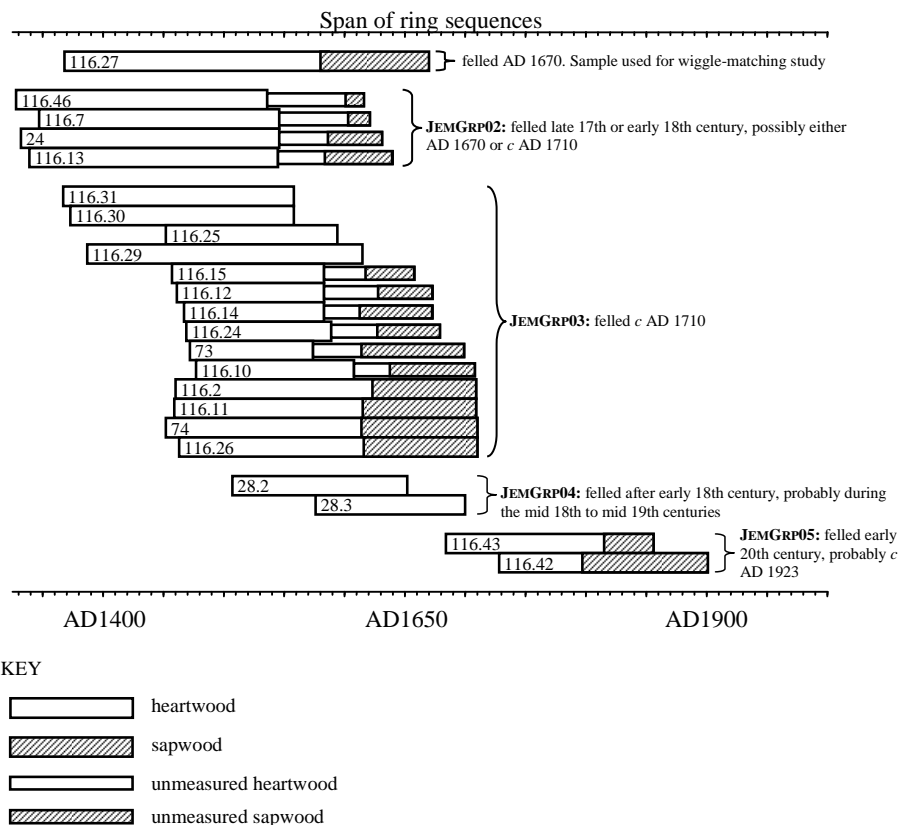 Span of ring sequences
116.27
felled AD 1670. Sample used for wiggle-matching study
116.46
116.7
24
116.13
JEMGRP02: felled late 17th or early 18th century, possibly either
AD 1670 or c AD 1710
116.31
116.30
116.25
116.29
116.15
116.12
116.14
116.24
73
116.10
116.2
116.11
74
116.26
JEMGRP03: felled c AD 1710
28.2
28.3
JEMGRP04: felled after early 18th century, probably during
the mid 18th to mid 19th centuries
116.43
116.42
JEMGRP05: felled early
20th century, probably c
AD 1923
AD1400
AD1650
AD1900
KEY
heartwood
sapwood
unmeasured heartwood
unmeasured sapwood